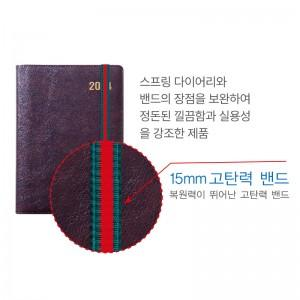 스프링 다이어리와
밴드의 장점을 보완하여
정돈된 깔끔함과 실용성
을 강조한 제품
15mm 고탄력 밴드
복원력이 뛰어난 고탄력 밴드